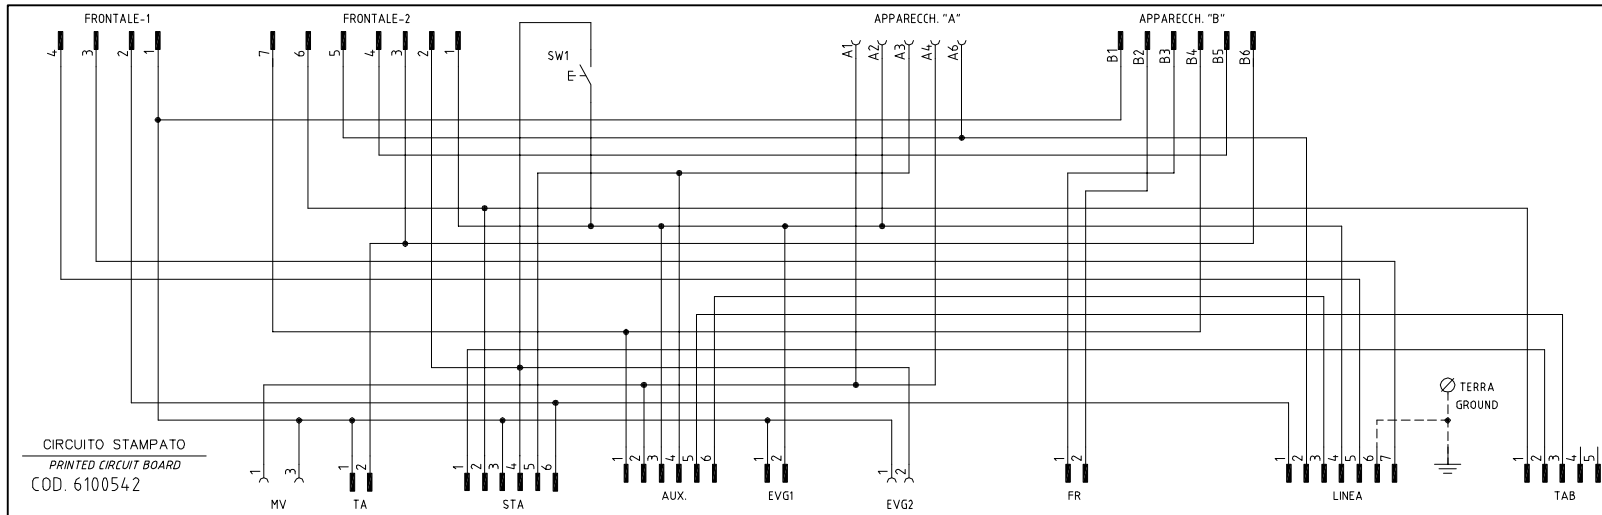 FRONTALE-1
FRONTALE-2
APPARECCH. "A"
APPARECCH. "B"
4 3 2 1
7 6 5 4 3 2 1
SW1
A1 A2 A3 A4 A6
B1 B2 B3 B4 B5 B6
TERRA
GROUND
CIRCUITO STAMPATO
PRINTED CIRCUIT BOARD
COD. 6100542
1 3
1 2
1 2 3 4 5 6
1 2 3 4 5 6
1 2
1 2
1 2
1 2 3 4 5 6 7
1 2 3 4 5
MV
TA
STA
AUX.
EVG1
EVG2
FR
LINEA
TAB